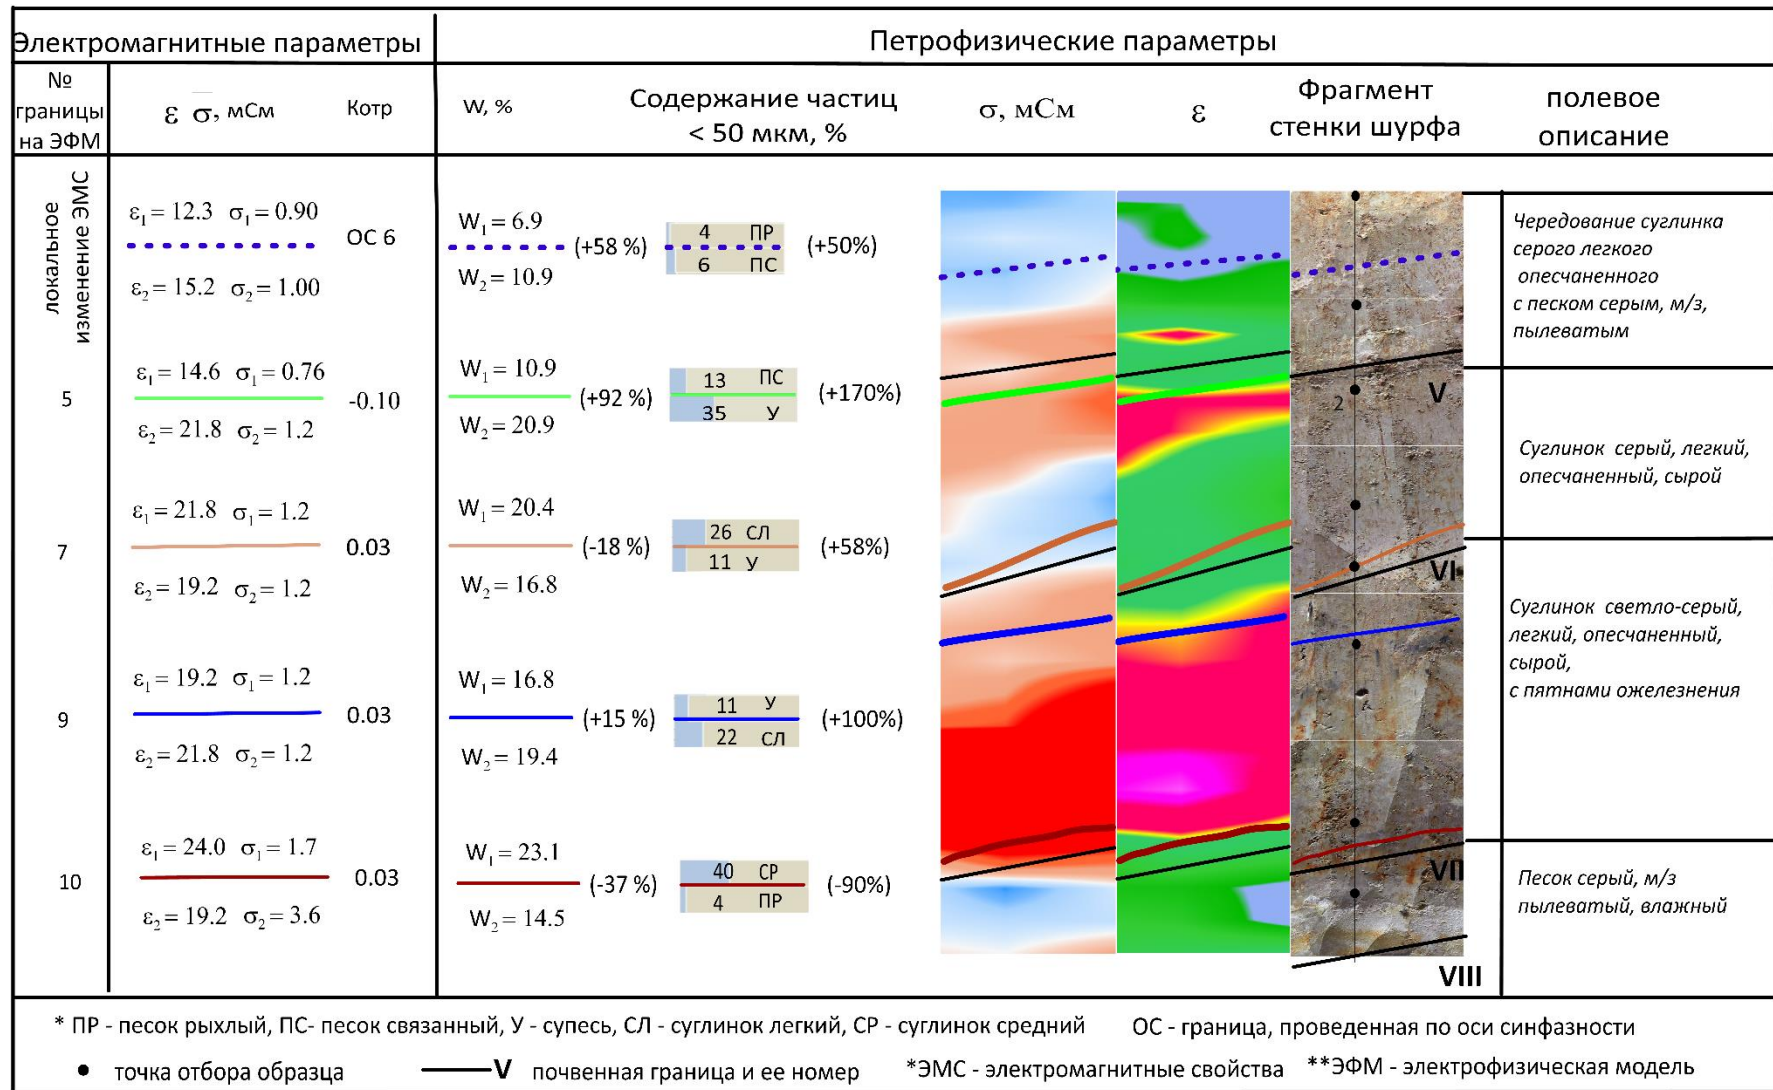 Электромагнитные параметры
Петрофизические параметры
№
границы
на ЭФМ
ε σ, мСм
Kотр
W, %
Содержание частиц
< 50 мкм, %
σ, мСм
ε
Фрагмент
стенки шурфа
полевое
описание
локальное
изменение ЭМС
ε₁ = 12.3 σ₁ = 0.90
ε₂ = 15.2 σ₂ = 1.00
ОС 6
W₁ = 6.9
(+58 %)
W₂ = 10.9
4 ПР
6 ПС
(+50%)
Чередование суглинка
серого легкого
опесчаненного
с песком серым, м/з,
пылеватым
5
ε₁ = 14.6 σ₁ = 0.76
ε₂ = 21.8 σ₂ = 1.2
-0.10
W₁ = 10.9
(+92 %)
W₂ = 20.9
13 ПС
35 У
(+170%)
2
V
Суглинок серый, легкий,
опесчаненный, сырой
7
ε₁ = 21.8 σ₁ = 1.2
ε₂ = 19.2 σ₂ = 1.2
0.03
W₁ = 20.4
(-18 %)
W₂ = 16.8
26 СЛ
11 У
(+58%)
VI
Суглинок светло-серый,
легкий, опесчаненный,
сырой,
с пятнами ожелезнения
9
ε₁ = 19.2 σ₁ = 1.2
ε₂ = 21.8 σ₂ = 1.2
0.03
W₁ = 16.8
(+15 %)
W₂ = 19.4
11 У
22 СЛ
(+100%)
10
ε₁ = 24.0 σ₁ = 1.7
ε₂ = 19.2 σ₂ = 3.6
0.03
W₁ = 23.1
(-37 %)
W₂ = 14.5
40 СР
4 ПР
(-90%)
VII
Песок серый, м/з
пылеватый, влажный
VIII
* ПР - песок рыхлый, ПС- песок связанный, У - супесь, СЛ - суглинок легкий, СР - суглинок средний
ОС - граница, проведенная по оси синфазности
точка отбора образца
V почвенная граница и ее номер
*ЭМС - электромагнитные свойства
**ЭФМ - электрофизическая модель